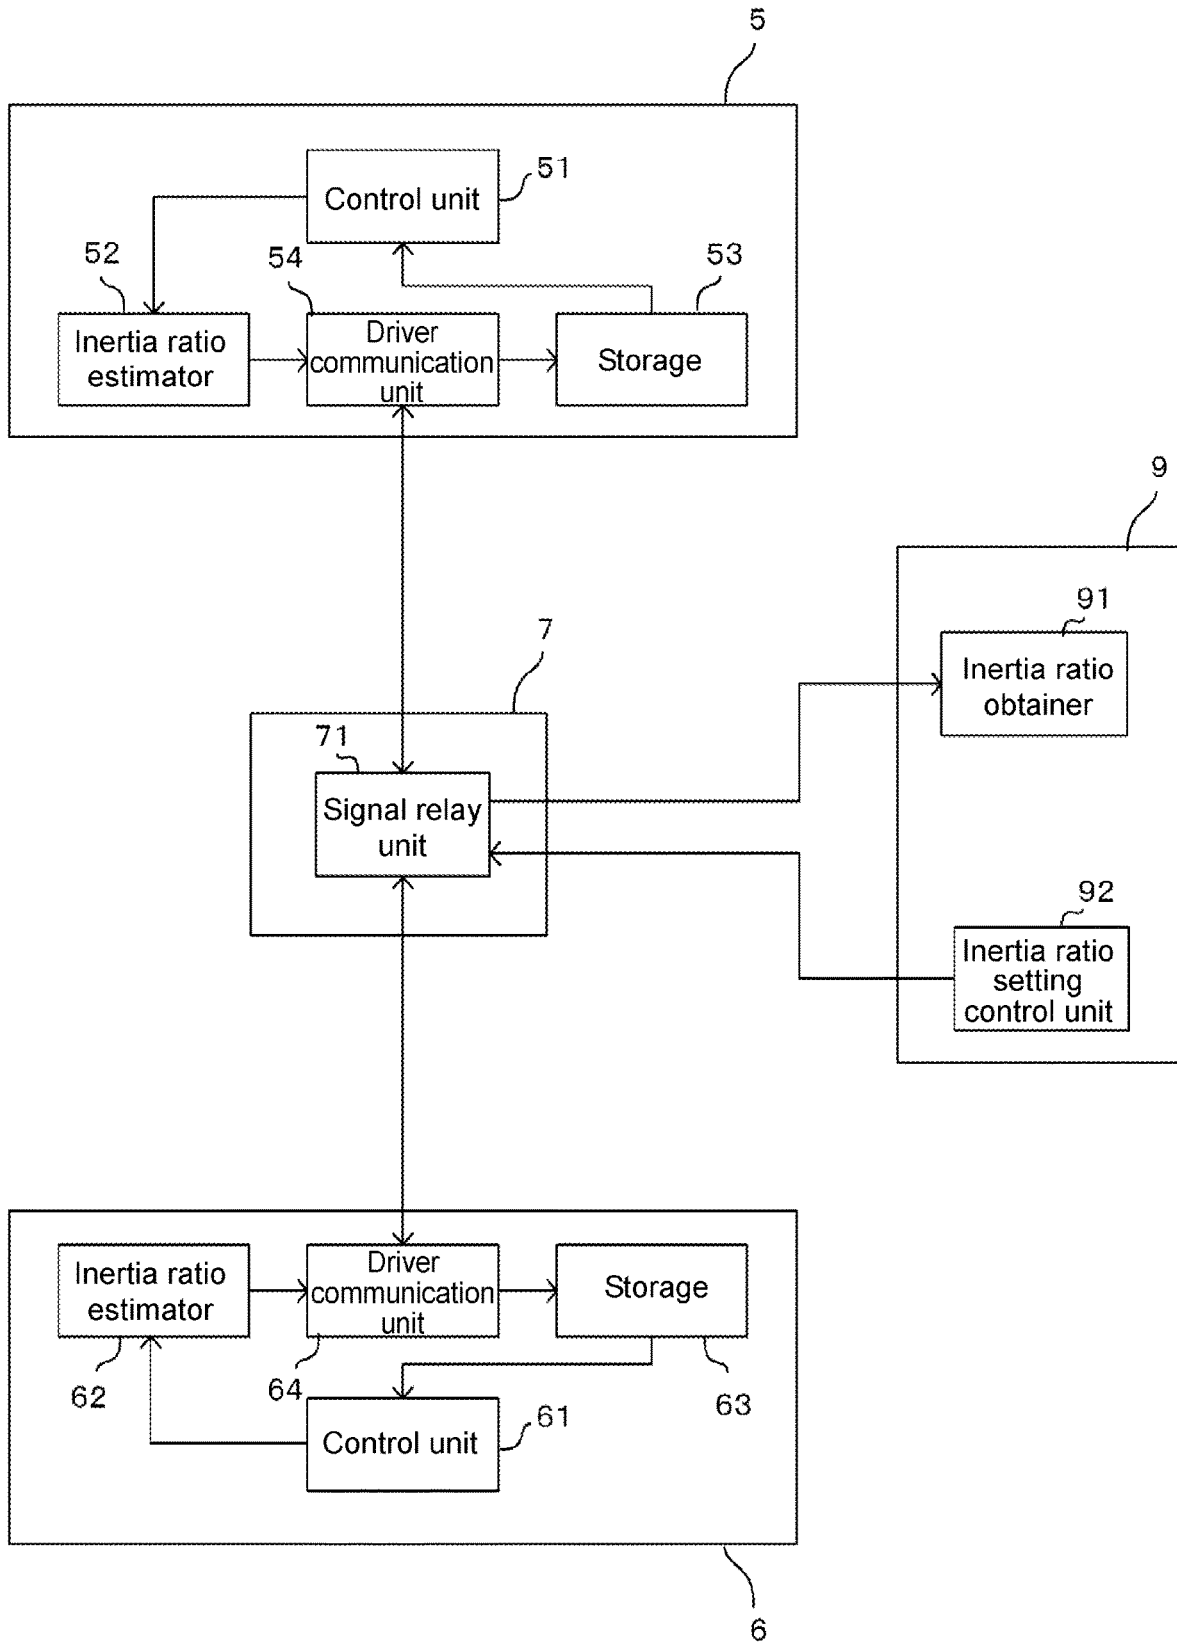 5
51
Control unit
52
54
53
Inertia ratio
estimator
Driver
communication
unit
Storage
9
91
Inertia ratio
obtainer
7
71
Signal relay
unit
92
Inertia ratio
setting
control unit
Inertia ratio
estimator
Driver
communication
unit
Storage
62
64
63
61
Control unit
6